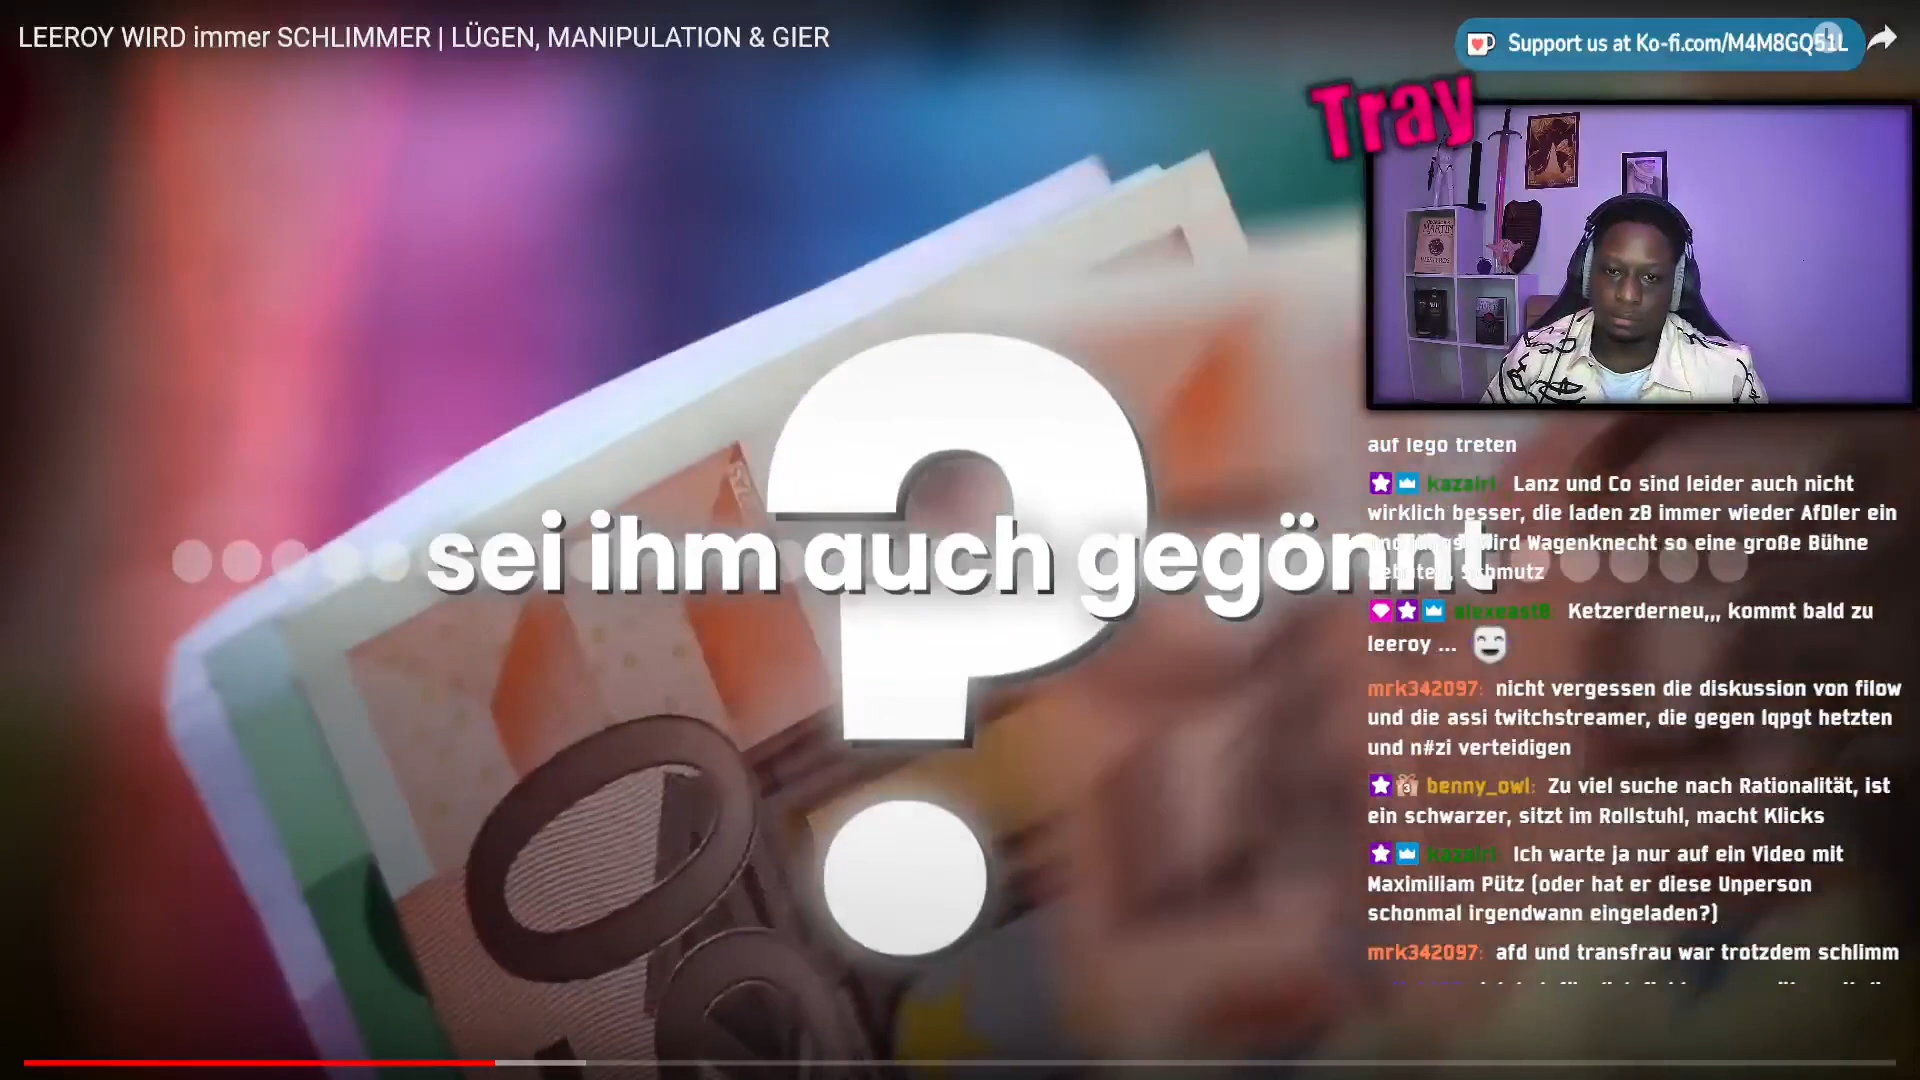 LEEROY WIRD immer SCHLIMMER | LÜGEN, MANIPULATION & GIER
Support us at Ko-fi.com/M4M8GQ51L
Tray
MARTIN
sei ihm auch gegönnt
?
auf lego treten
kazairi: Lanz und Co sind leider auch nicht
wirklich besser, die laden zB immer wieder AfDler ein
wird Wagenknecht so eine große Bühne
Schmutz
alexeast8: Ketzerderneu,,, kommt bald zu
leeroy ...
mrk342097: nicht vergessen die diskussion von filow
und die assi twitchstreamer, die gegen lqpgt hetzten
und n#zi verteidigen
3 benny_owl: Zu viel suche nach Rationalität, ist
ein schwarzer, sitzt im Rollstuhl, macht Klicks
kazairi: Ich warte ja nur auf ein Video mit
Maximiliam Pütz (oder hat er diese Unperson
schonmal irgendwann eingeladen?)
mrk342097: afd und transfrau war trotzdem schlimm